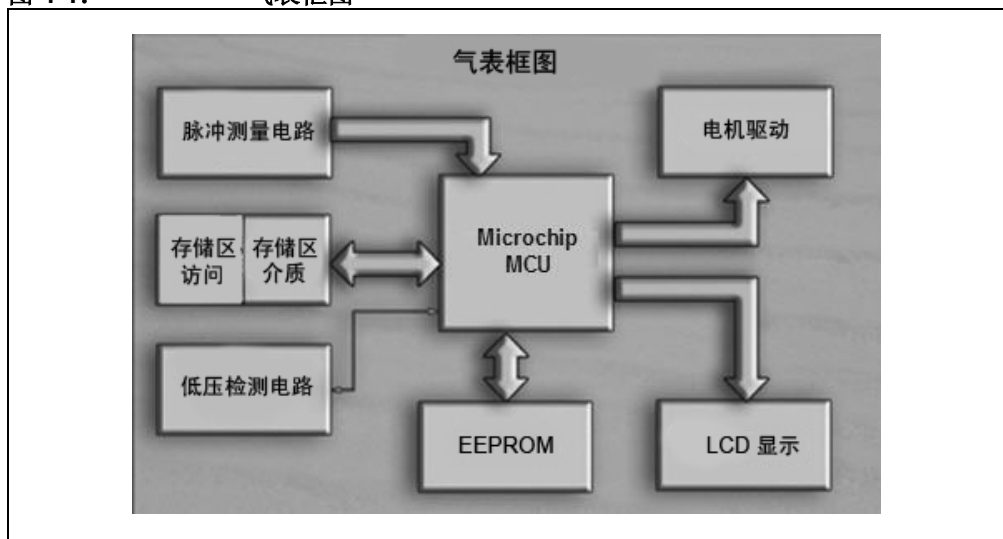 气表框图
脉冲测量电路
电机驱动
Microchip
MCU
存储区
访问
存储区
介质
低压检测电路
EEPROM
LCD 显示